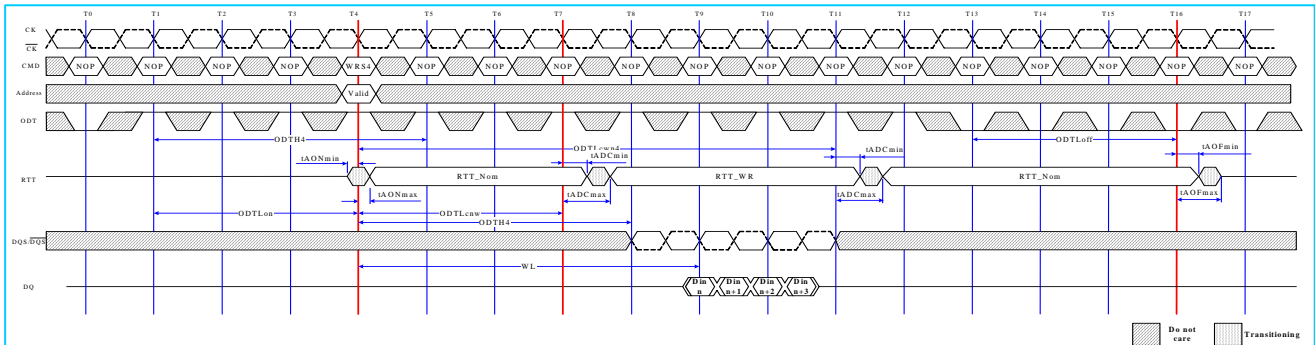 T0 T1 T2 T3 T4 T5 T6 T7 T8 T9 T10 T11 T12 T13 T14 T15 T16 T17
CK
CK
CMD NOP NOP NOP NOP WRS4 NOP NOP NOP NOP NOP NOP NOP NOP NOP NOP NOP NOP NOP
Address Valid
ODT
ODTH4 ODTLoff
ODTLcwn4
tAONmin tADCmin tADCmin tAOFmin
RTT RTT_Nom RTT_WR RTT_Nom
tAONmax tADCmax tADCmax tAOFmax
ODTLon ODTLcnw
ODTH4
DQS/DQS
WL
DQ Din n Din n+1 Din n+2 Din n+3
Do not care Transitioning